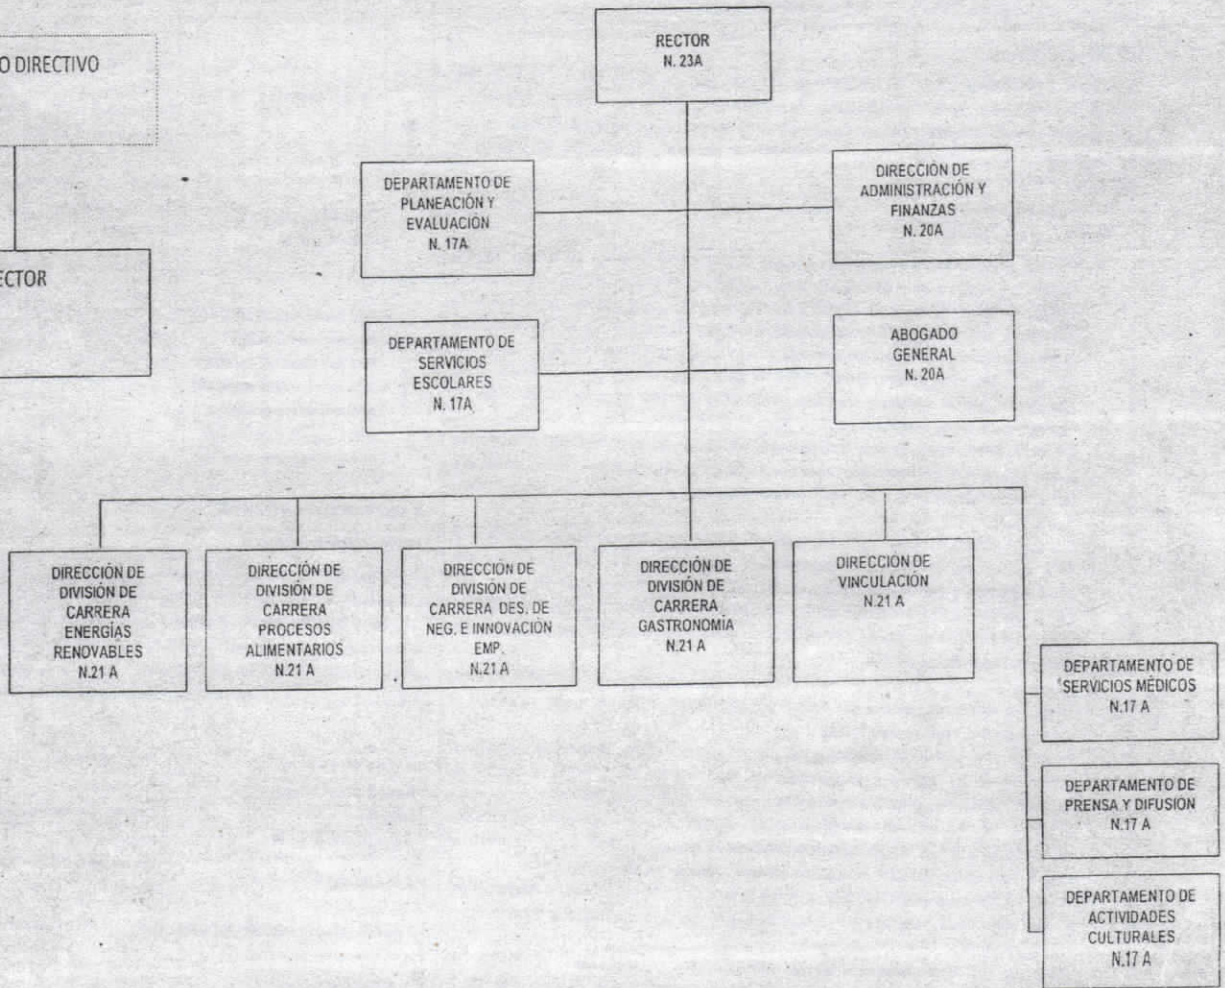 O DIRECTIVO
ECTOR
RECTOR
N. 23A
DEPARTAMENTO DE
PLANEACIÓN Y
EVALUACIÓN
N. 17A
DIRECCIÓN DE
ADMINISTRACIÓN Y
FINANZAS
N. 20A
DEPARTAMENTO DE
SERVICIOS
ESCOLARES
N. 17A
ABOGADO
GENERAL
N. 20A
DIRECCIÓN DE
DIVISIÓN DE
CARRERA
ENERGÍAS
RENOVABLES
N.21 A
DIRECCIÓN DE
DIVISIÓN DE
CARRERA
PROCESOS
ALIMENTARIOS
N.21 A
DIRECCIÓN DE
DIVISIÓN DE
CARRERA DES. DE
NEG. E INNOVACIÓN
EMP.
N.21 A
DIRECCIÓN DE
DIVISIÓN DE
CARRERA
GASTRONOMÍA
N.21 A
DIRECCIÓN DE
VINCULACIÓN
N.21 A
DEPARTAMENTO DE
SERVICIOS MÉDICOS
N.17 A
DEPARTAMENTO DE
PRENSA Y DIFUSIÓN
N.17 A
DEPARTAMENTO DE
ACTIVIDADES
CULTURALES
N.17 A